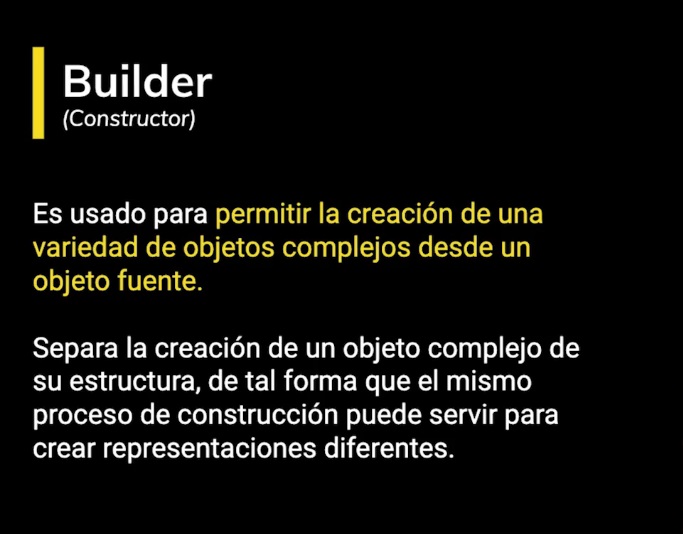 Builder
(Constructor)
Es usado para permitir la creación de una
variedad de objetos complejos desde un
objeto fuente.
Separa la creación de un objeto complejo de
su estructura, de tal forma que el mismo
proceso de construcción puede servir para
crear representaciones diferentes.